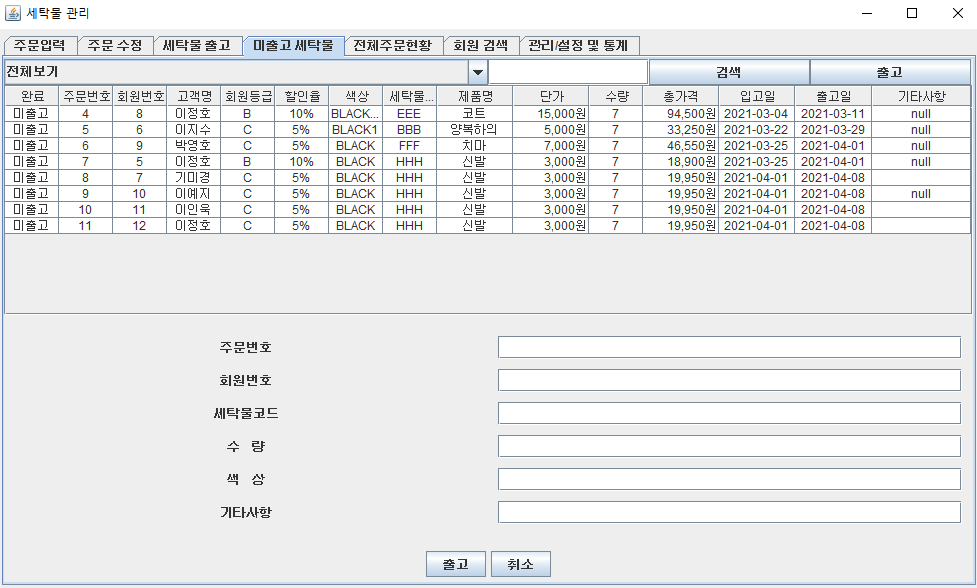 세탁물 관리
주문입력 주문 수정 세탁물 출고 미출고 세탁물 전체주문현황 회원 검색 관리/설정 및 통계
전체보기 검색 출고
완료 주문번호 회원번호 고객명 회원등급 할인율 색상 세탁물... 제품명 단가 수량 총가격 입고일 출고일 기타사항
미출고 4 8 이정호 B 10% BLACK... EEE 코트 15,000원 7 94,500원 2021-03-04 2021-03-11 null
미출고 5 6 이지수 C 5% BLACK1 BBB 양복하의 5,000원 7 33,250원 2021-03-22 2021-03-29 null
미출고 6 9 박영호 C 5% BLACK FFF 치마 7,000원 7 46,550원 2021-03-25 2021-04-01 null
미출고 7 5 이정호 B 10% BLACK HHH 신발 3,000원 7 18,900원 2021-03-25 2021-04-01 null
미출고 8 7 기미경 C 5% BLACK HHH 신발 3,000원 7 19,950원 2021-04-01 2021-04-08
미출고 9 10 이예지 C 5% BLACK HHH 신발 3,000원 7 19,950원 2021-04-01 2021-04-08 null
미출고 10 11 이인욱 C 5% BLACK HHH 신발 3,000원 7 19,950원 2021-04-01 2021-04-08
미출고 11 12 이정호 C 5% BLACK HHH 신발 3,000원 7 19,950원 2021-04-01 2021-04-08
주문번호
회원번호
세탁물코드
수 량
색 상
기타사항
출고 취소